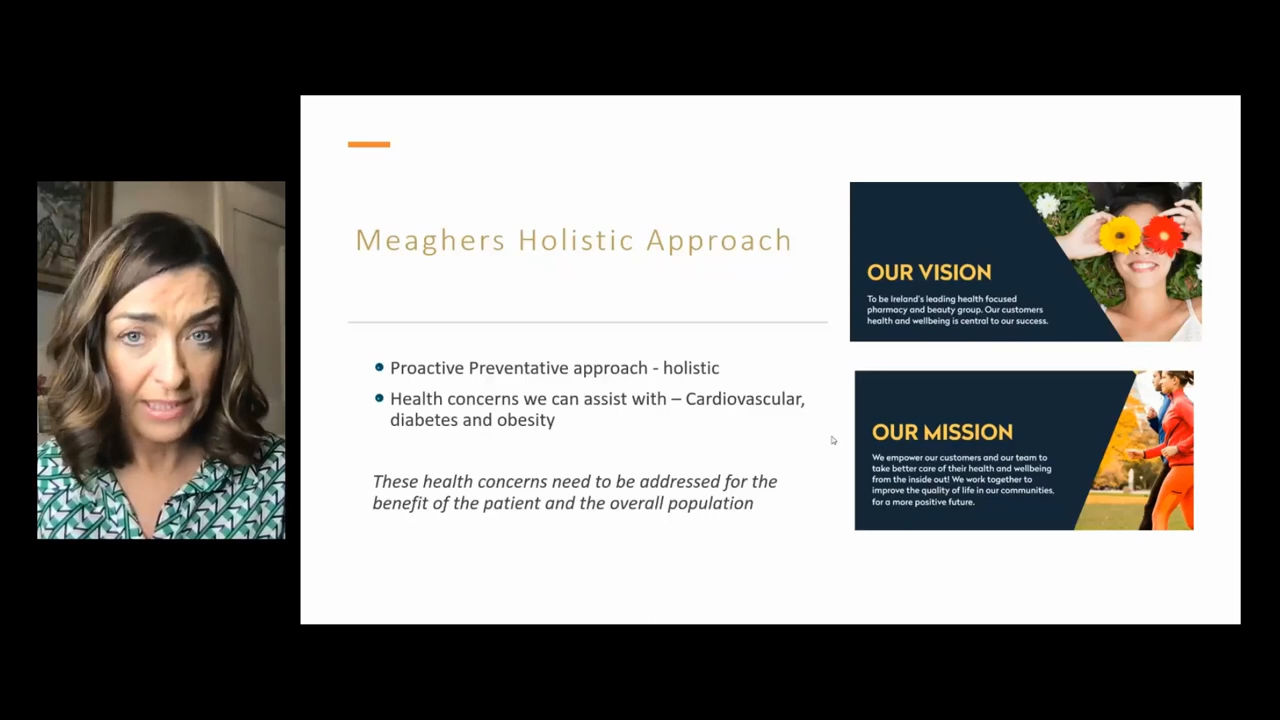 Meaghers Holistic Approach
Proactive Preventative approach - holistic
Health concerns we can assist with – Cardiovascular,
diabetes and obesity
These health concerns need to be addressed for the
benefit of the patient and the overall population
OUR VISION
To be Ireland's leading health focused
pharmacy and beauty group. Our customers
health and wellbeing is central to our success.
OUR MISSION
We empower our customers and our team to
take better care of their health and wellbeing
from the inside out! We work together to
improve the quality of life in our communities,
for a more positive future.